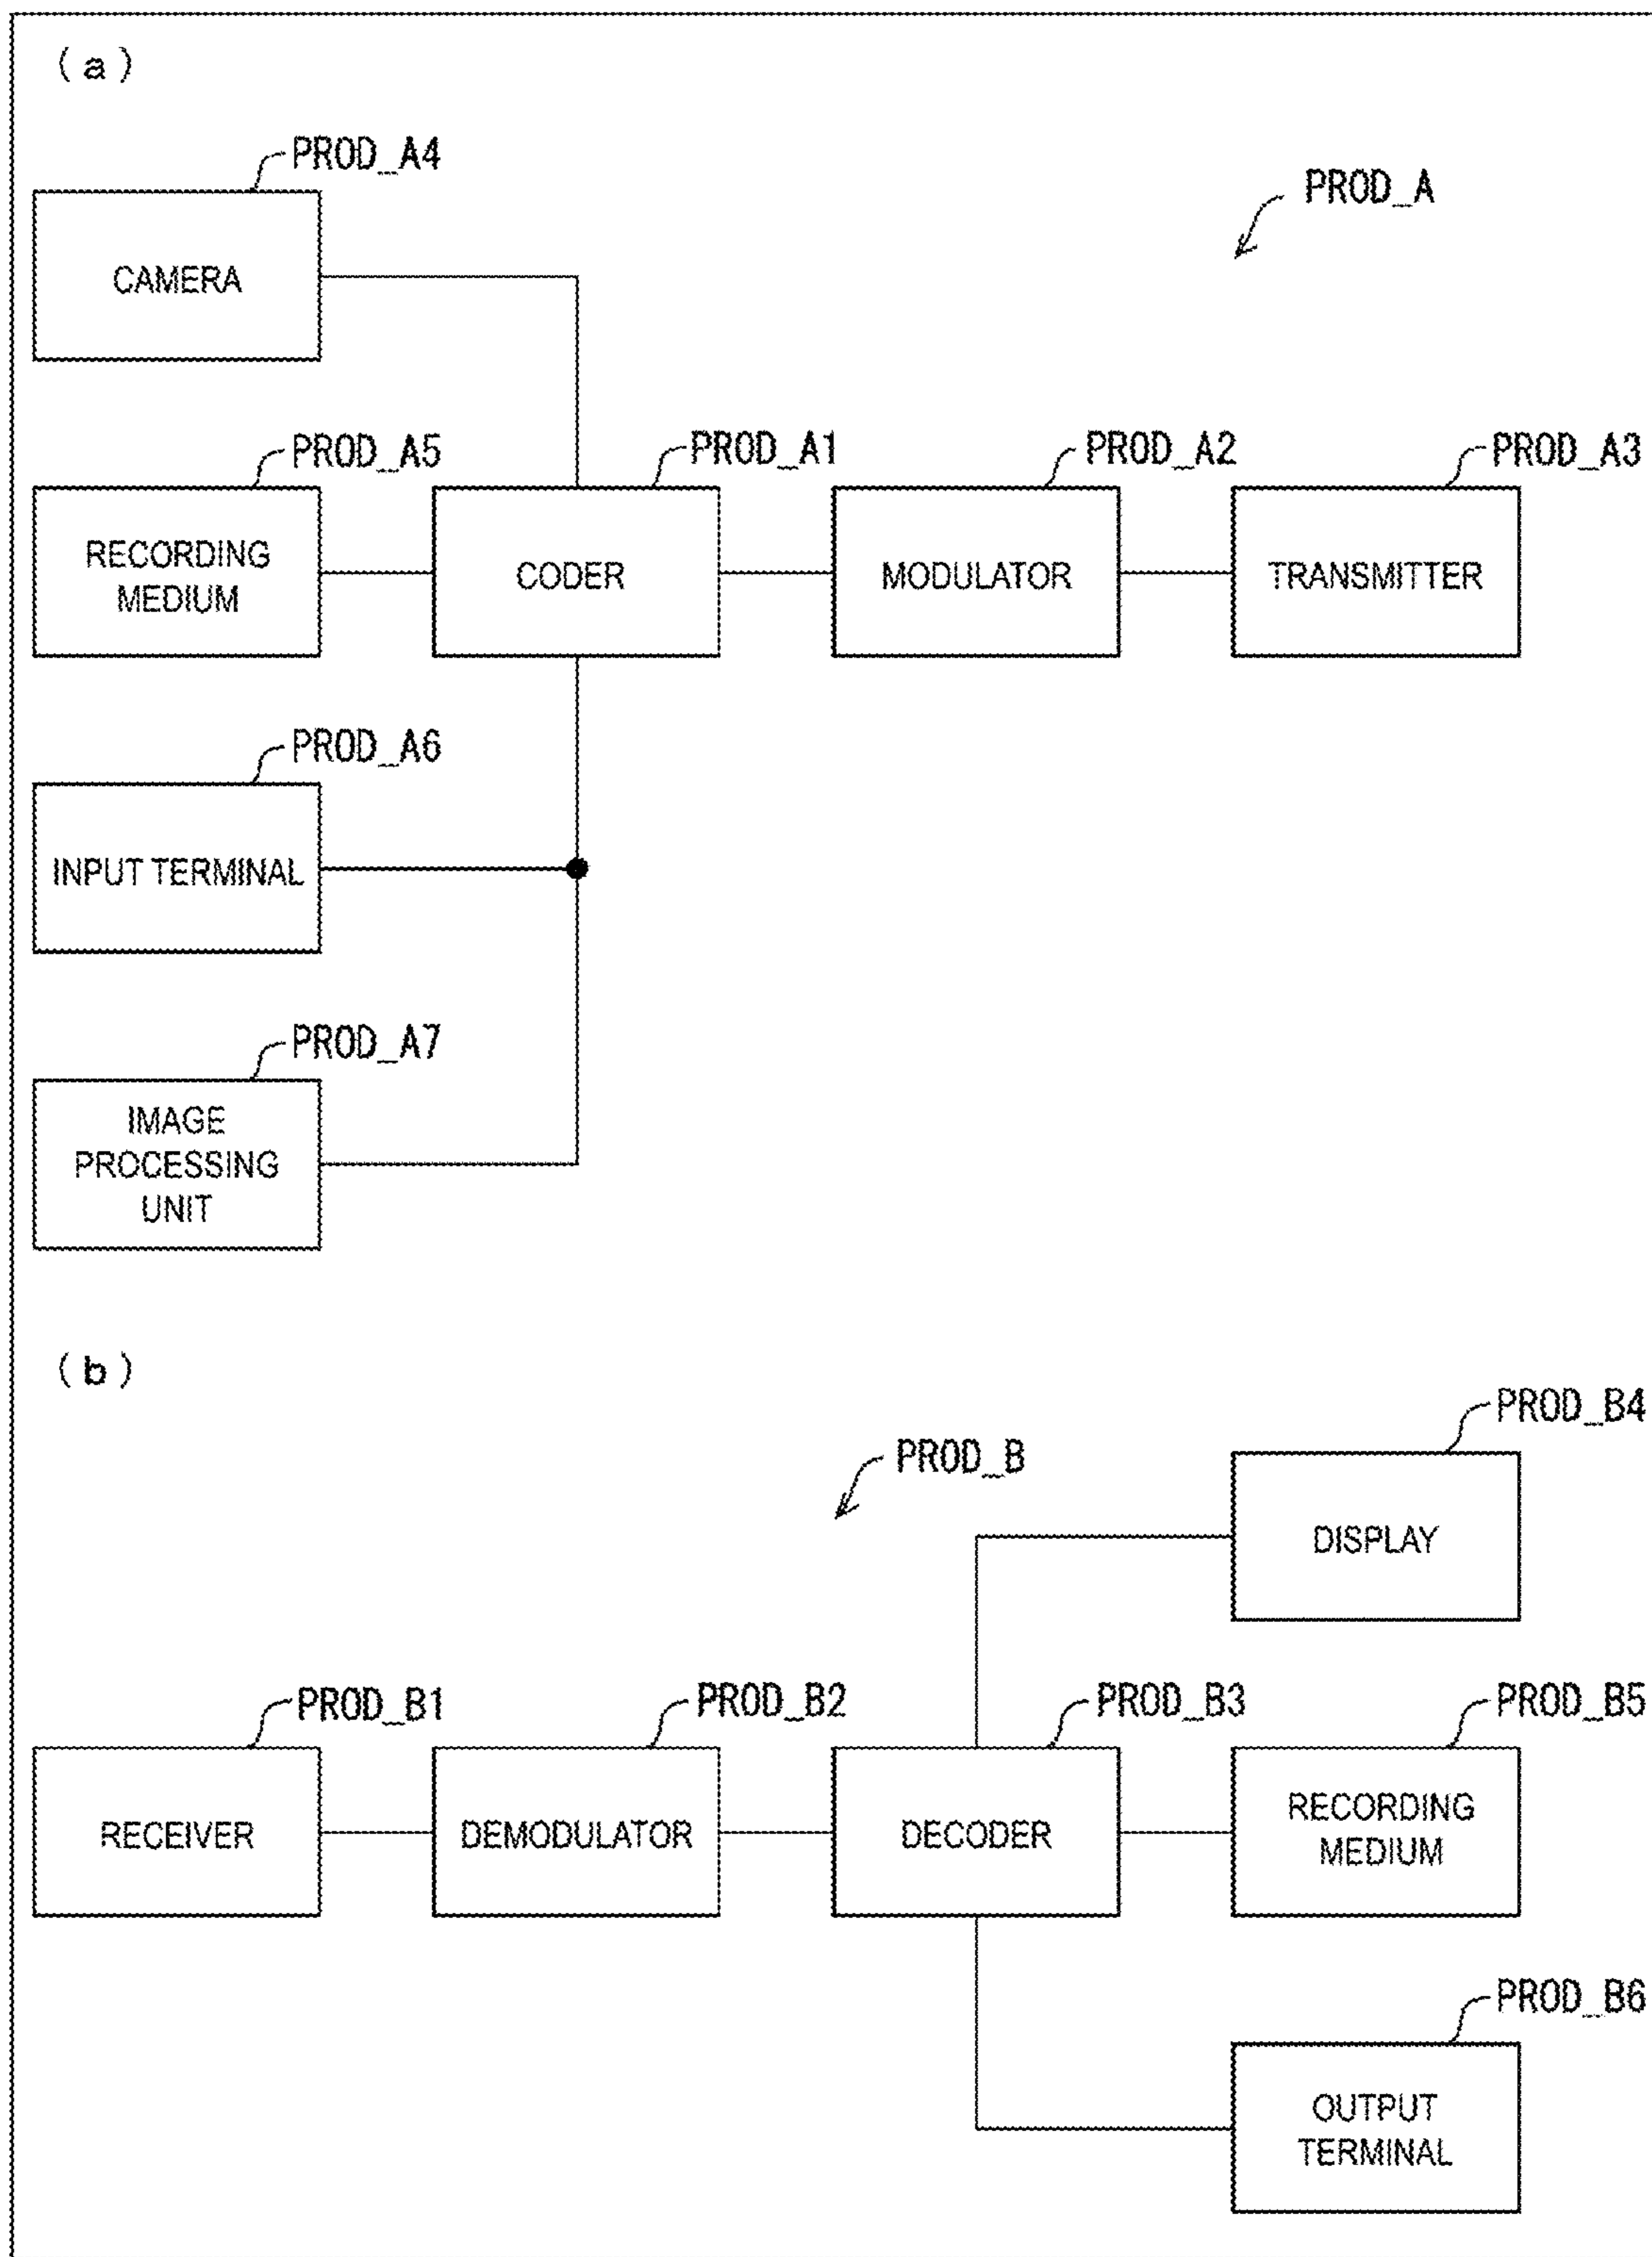 (a)
PROD_A4
PROD_A
CAMERA
PROD_A5
PROD_A1
PROD_A2
PROD_A3
RECORDING
MEDIUM
CODER
MODULATOR
TRANSMITTER
PROD_A6
INPUT TERMINAL
PROD_A7
IMAGE
PROCESSING
UNIT
(b)
PROD_B4
PROD_B
DISPLAY
PROD_B1
PROD_B2
PROD_B3
PROD_B5
RECEIVER
DEMODULATOR
DECODER
RECORDING
MEDIUM
PROD_B6
OUTPUT
TERMINAL